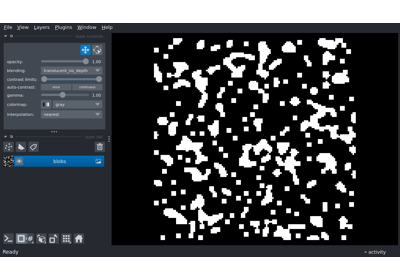 File View Layers Plugins Window Help
opacity: 1.00
blending: translucent_no_depth
contrast limits:
auto-contrast: once continuous
gamma: 1.00
colormap: gray
interpolation: nearest
blobs
Ready
activity